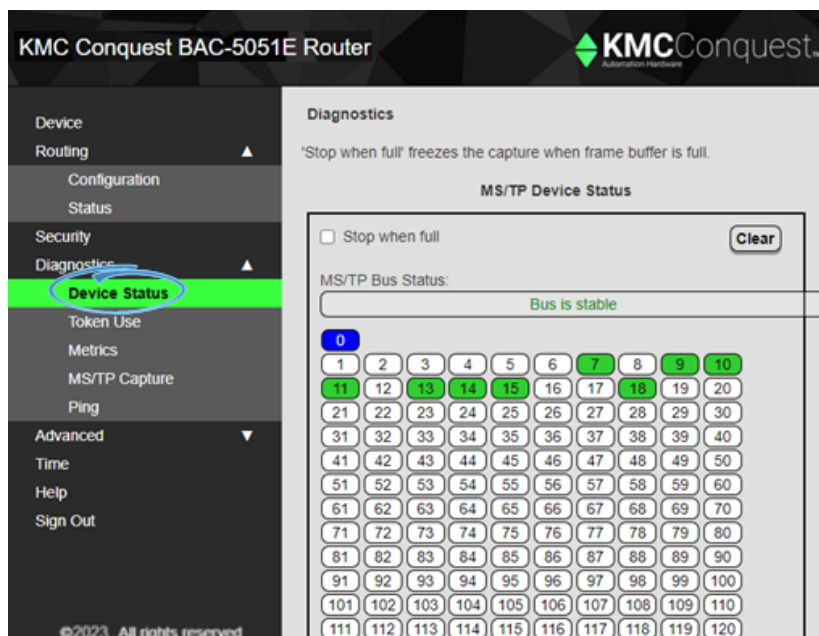 KMC Conquest BAC-5051E Router
KMCConquest™
Automation Hardware
Device
Routing ▲
Configuration
Status
Security
Diagnostics ▲
Device Status
Token Use
Metrics
MS/TP Capture
Ping
Advanced ▼
Time
Help
Sign Out
©2023 All rights reserved
Diagnostics
'Stop when full' freezes the capture when frame buffer is full.
MS/TP Device Status
Stop when full Clear
MS/TP Bus Status:
Bus is stable
0
1 2 3 4 5 6 7 8 9 10
11 12 13 14 15 16 17 18 19 20
21 22 23 24 25 26 27 28 29 30
31 32 33 34 35 36 37 38 39 40
41 42 43 44 45 46 47 48 49 50
51 52 53 54 55 56 57 58 59 60
61 62 63 64 65 66 67 68 69 70
71 72 73 74 75 76 77 78 79 80
81 82 83 84 85 86 87 88 89 90
91 92 93 94 95 96 97 98 99 100
101 102 103 104 105 106 107 108 109 110
111 112 113 114 115 116 117 118 119 120